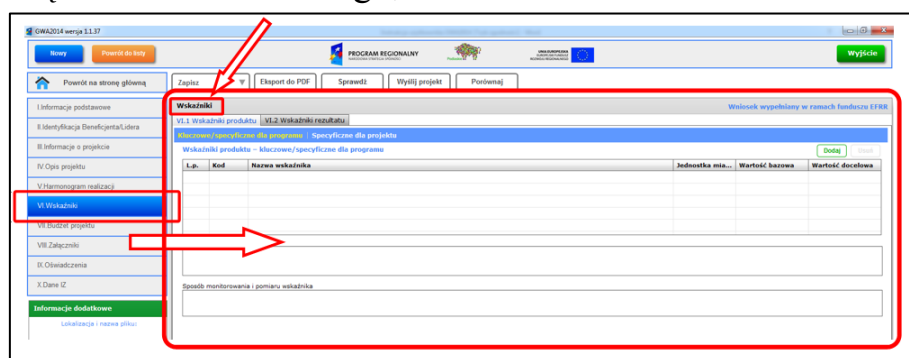 GWA2014 wersja 1.1.37
Nowy
Powrót do listy
PROGRAM REGIONALNY
UNIA EUROPEJSKA
Wyjście
Powrót na stronę główną
Zapisz
Eksport do PDF
Sprawdź
Wyślij projekt
Porównaj
I.Informacje podstawowe
Wskaźniki
Wniosek wypełniany w ramach funduszu EFRR
VI.1 Wskaźniki produktu
VI.2 Wskaźniki rezultatu
II.Identyfikacja Beneficjenta/Lidera
Kluczowe/specyficzne dla programu
Specyficzne dla projektu
III.Informacje o projekcie
Wskaźniki produktu – kluczowe/specyficzne dla programu
Dodaj
Usuń
IV.Opis projektu
L.p.
Kod
Nazwa wskaźnika
Jednostka mia...
Wartość bazowa
Wartość docelowa
V.Harmonogram realizacji
VI.Wskaźniki
VII.Budżet projektu
VIII.Załączniki
IX.Oświadczenia
X.Dane IZ
Sposób monitorowania i pomiaru wskaźnika
Informacje dodatkowe
Lokalizacja i nazwa pliku: